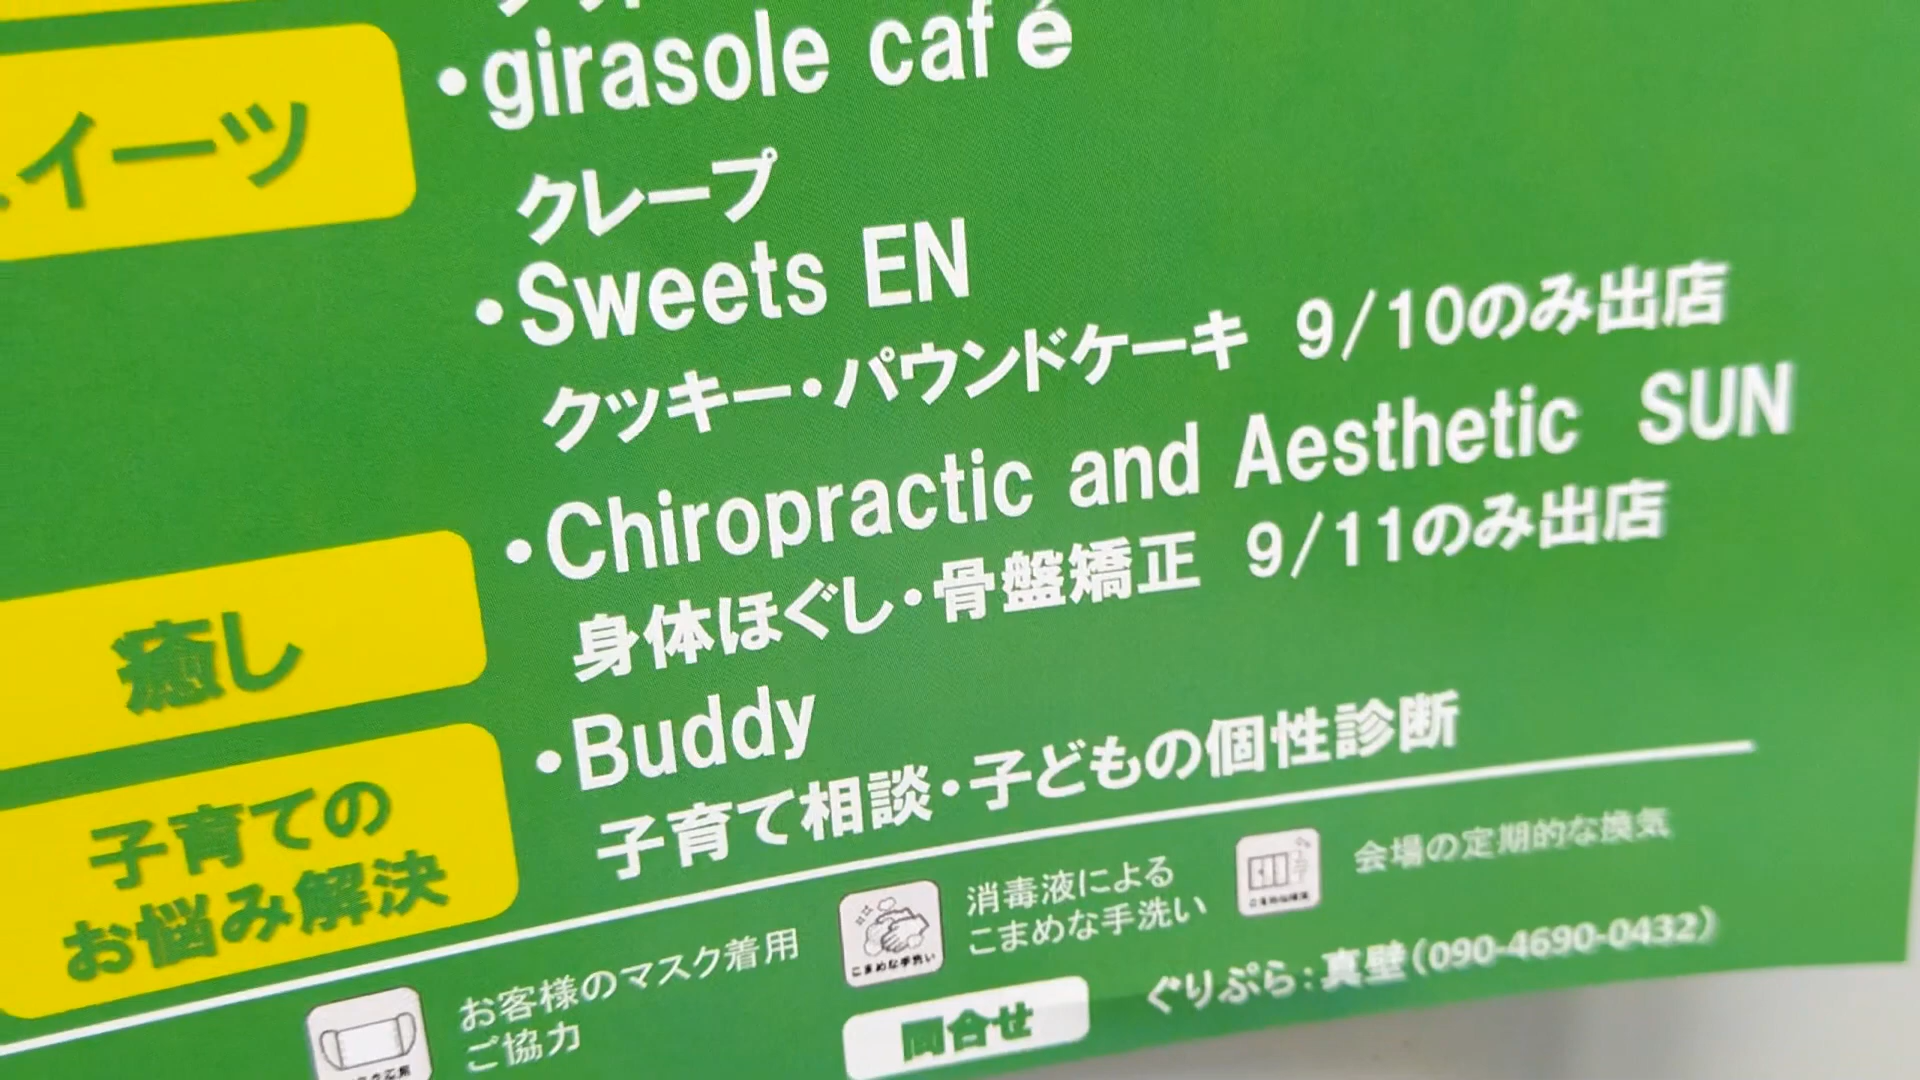 ・girasole café
イーツ
クレープ
・Sweets EN
クッキー・パウンドケーキ 9/10のみ出店
・Chiropractic and Aesthetic SUN
癒し
身体ほぐし・骨盤矯正 9/11のみ出店
・Buddy
子育ての
お悩み解決
子育て相談・子どもの個性診断
お客様のマスク着用
ご協力
こまめな手洗い
消毒液による
こまめな手洗い
会場の定期的な換気
問合せ
ぐりぷら:真壁(090-4690-0432)